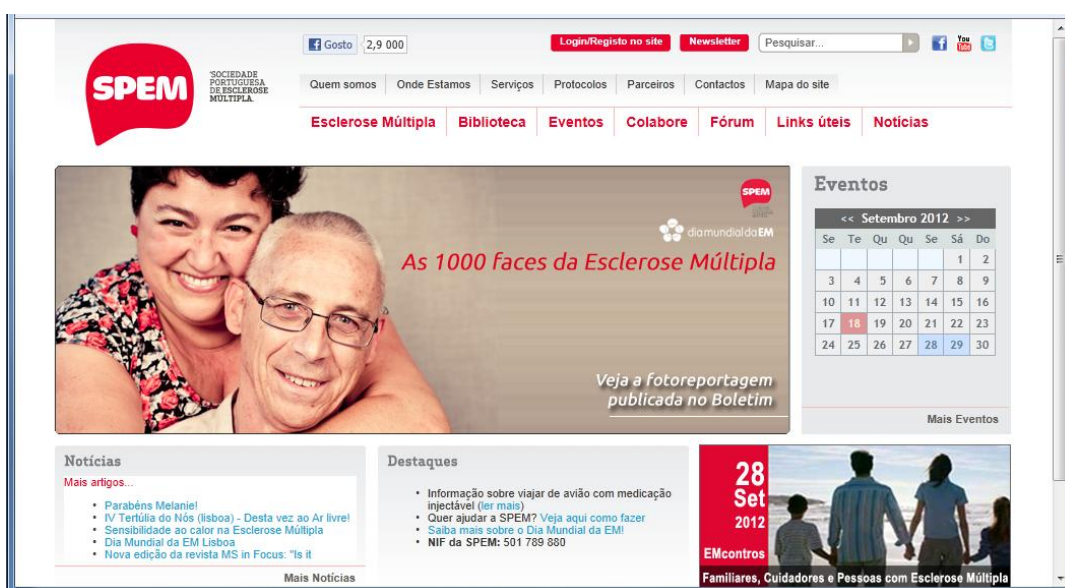 Gosto 2,9 000
Login/Registo no site
Newsletter
Pesquisar...
You Tube
SPEM
SOCIEDADE
PORTUGUESA
DE ESCLEROSE
MÚLTIPLA.
Quem somos Onde Estamos Serviços Protocolos Parceiros Contactos Mapa do site
Esclerose Múltipla Biblioteca Eventos Colabore Fórum Links úteis Notícias
SPEM
diamundialdaEM
As 1000 faces da Esclerose Múltipla
Veja a fotoreportagem
publicada no Boletim
Eventos
<< Setembro 2012 >>
Se Te Qu Qu Se Sá Do
1 2
3 4 5 6 7 8 9
10 11 12 13 14 15 16
17 18 19 20 21 22 23
24 25 26 27 28 29 30
Mais Eventos
Notícias
Mais artigos...
Parabéns Melanie!
IV Tertúlia do Nós (lisboa) - Desta vez ao Ar livre!
Sensibilidade ao calor na Esclerose Múltipla
Dia Mundial da EM Lisboa
Nova edição da revista MS in Focus: "Is it
Mais Notícias
Destaques
Informação sobre viajar de avião com medicação
injectável (ler mais)
Quer ajudar a SPEM? Veja aqui como fazer
Saiba mais sobre o Dia Mundial da EM!
NIF da SPEM: 501 789 880
28
Set
2012
EMcontros
Familiares, Cuidadores e Pessoas com Esclerose Múltipla